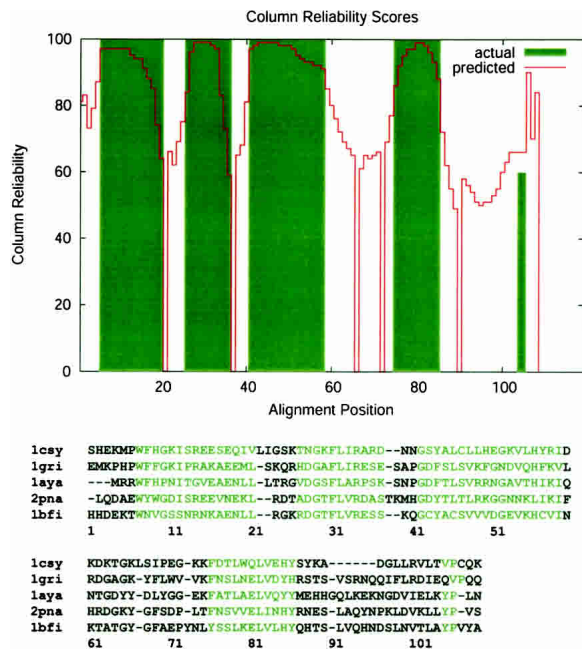 Column Reliability Scores
actual
predicted
100
80
60
40
20
0
Column Reliability
20
40
60
80
100
Alignment Position
1csy SHEKMPWFHGKISREESEQIVLIGSKTNGKFLIRARD--NNGSYALCLLHEGKVLHYRID
1gri EMKPHPWFFGKIPRAKAEEML-SKQRHDGAFLIRESE-SAPGDFSLSVKFGNDVQHFKVL
1aya ---MRRWFHPNITGVEAENLL-LTRGVDGSFLARPSK-SNPGDFTLSVRRNGAVTHIKIQ
2pna -LQDAEWYWGDISREEVNEKL-RDTADGTFLVRDASTKMHGDYTLTLRKGGNNKLIKIF
1bfi HHDEKTWNVGSSNRNKAENLL-RGKRDGTFLVRESS--KQGCYACSVVVDGEVKHCVIN
1 11 21 31 41 51
1csy KDKTGKLSIPEG-KKFDTLWQLVEHYSYKA------DGLLRVLTVPCQK
1gri RDGAGK-YFLWV-VKFNSLNELVDYHRSTS-VSRNQQIFLRDIEQVPQQ
1aya NTGDYY-DLYGG-EKFATLAELVQYYMEHHGQLKEKNGDVIELKYPL--
2pna HRDGKY-GFSDP-LTFNSVVELINHYRNES-LAQYNPKLDVKLLYP-VS
1bfi KTATGY-GFAEPYNLYSSLKELVLHYQHTS-LVQHNDSLNVTLAYPVYA
61 71 81 91 101